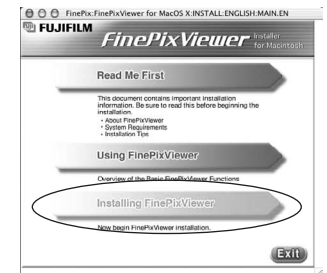 FinePix:FinePixViewer for MacOS X:INSTALL:ENGLISH:MAIN.EN
FUJIFILM
FinePixViewer Installer for Macintosh
Read Me First
This document contains important installation
information. Be sure to read this before beginning the
installation.
- About FinePixViewer
- System Requirements
- Installation Tips
Using FinePixViewer
Overview of the Basic FinePixViewer Functions
Installing FinePixViewer
Now begin FinePixViewer installation.
Exit